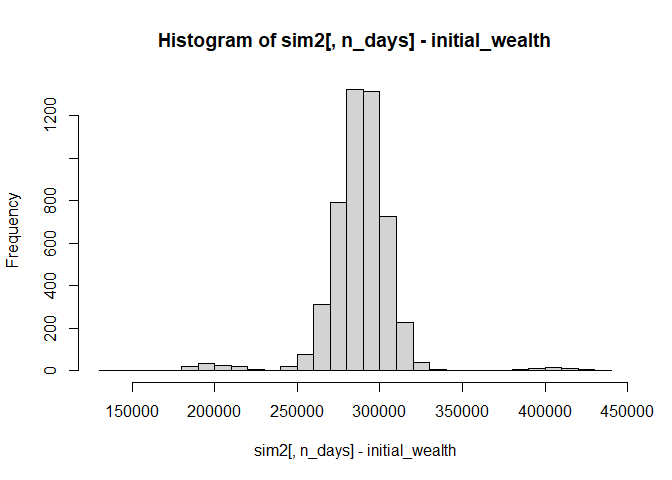 Histogram of sim2[, n_days] - initial_wealth
Frequency
1200
800
600
400
200
0
150000 200000 250000 300000 350000 400000 450000
sim2[, n_days] - initial_wealth